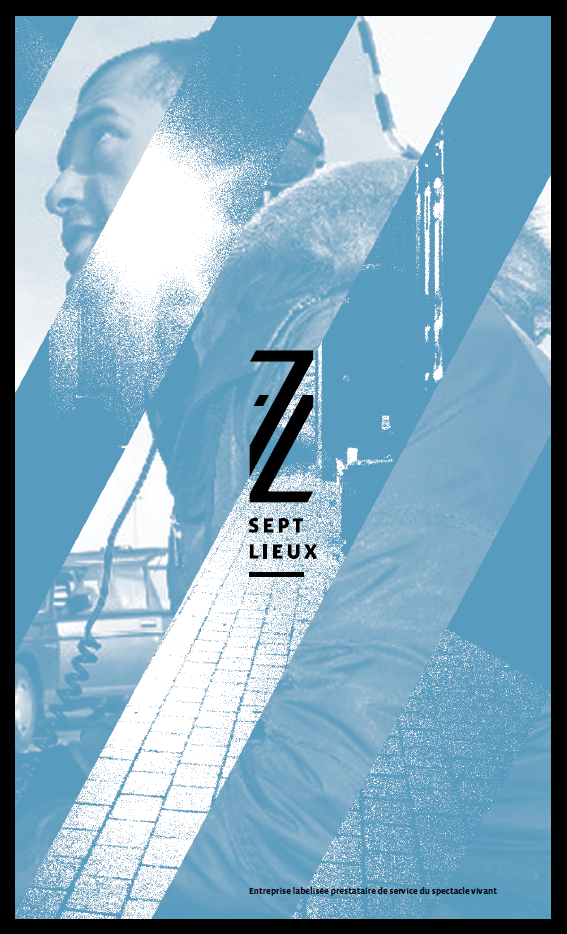 SEPT
LIEUX
Entreprise labelisée prestataire de service du spectacle vivant